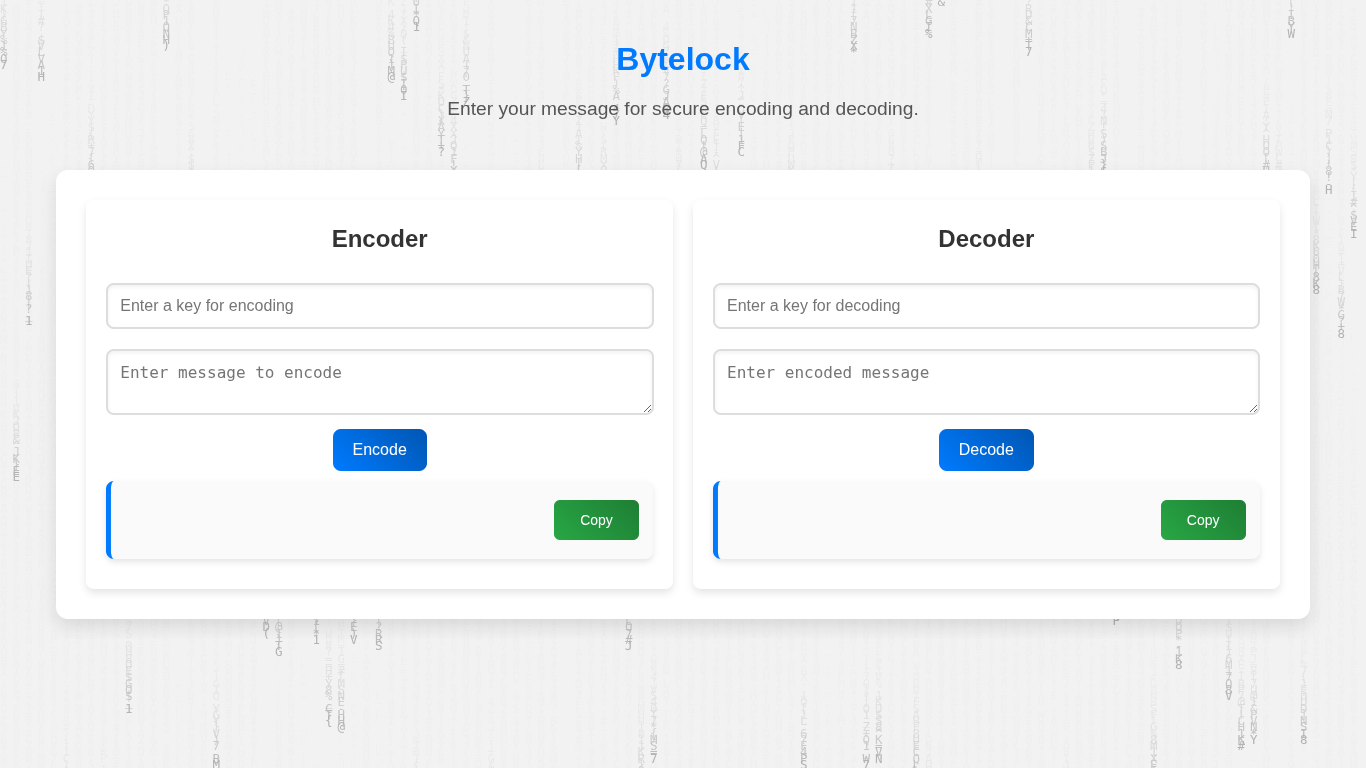 Bytelock
Enter your message for secure encoding and decoding.
Encoder
Enter a key for encoding
Enter message to encode
Encode
Copy
Decoder
Enter a key for decoding
Enter encoded message
Decode
Copy